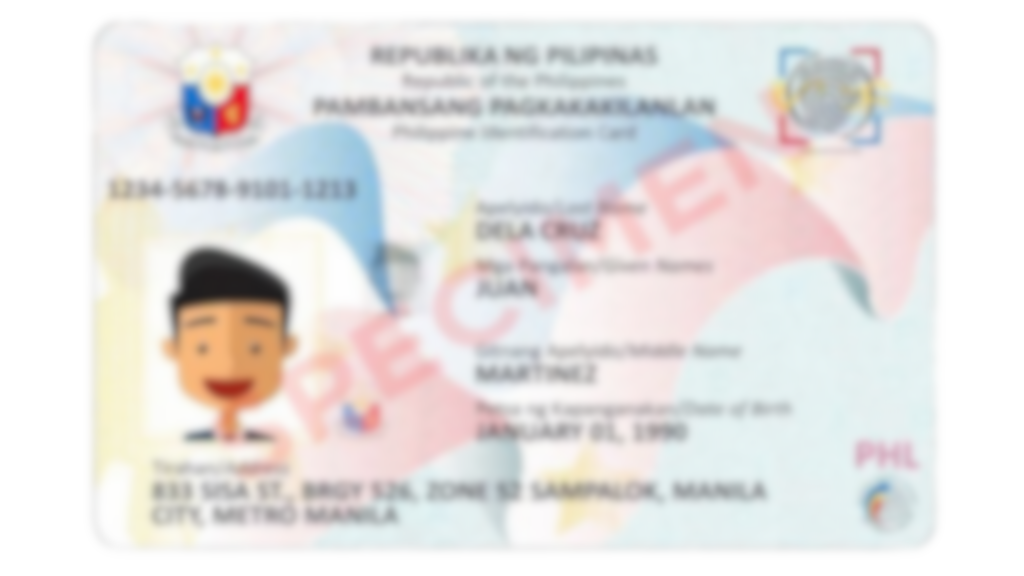 REPUBLIKA NG PILIPINAS
Republic of the Philippines
PAMBANSANG PAGKAKAKILANLAN
Philippine Identification Card
1234-5678-9101-1213
Apelyido/Last Name
DELA CRUZ
Mga Pangalan/Given Names
JUAN
Gitnang Apelyido/Middle Name
MARTINEZ
Petsa ng Kapanganakan/Date of Birth
JANUARY 01, 1990
Tirahan/Address
833 SISA ST., BRGY 526, ZONE 52 SAMPALOK, MANILA
CITY, METRO MANILA
PHL
SPECIMEN